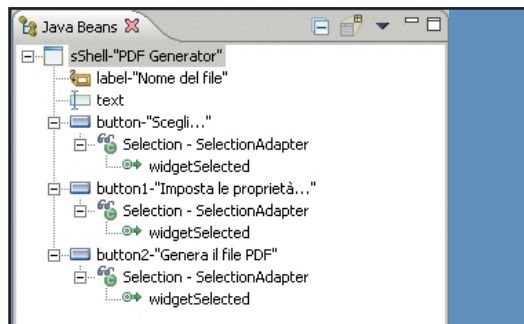 Java Beans
sShell-"PDF Generator"
label-"Nome del file"
text
button-"Scegli..."
Selection - SelectionAdapter
widgetSelected
button1-"Imposta le proprietà..."
Selection - SelectionAdapter
widgetSelected
button2-"Genera il file PDF"
Selection - SelectionAdapter
widgetSelected